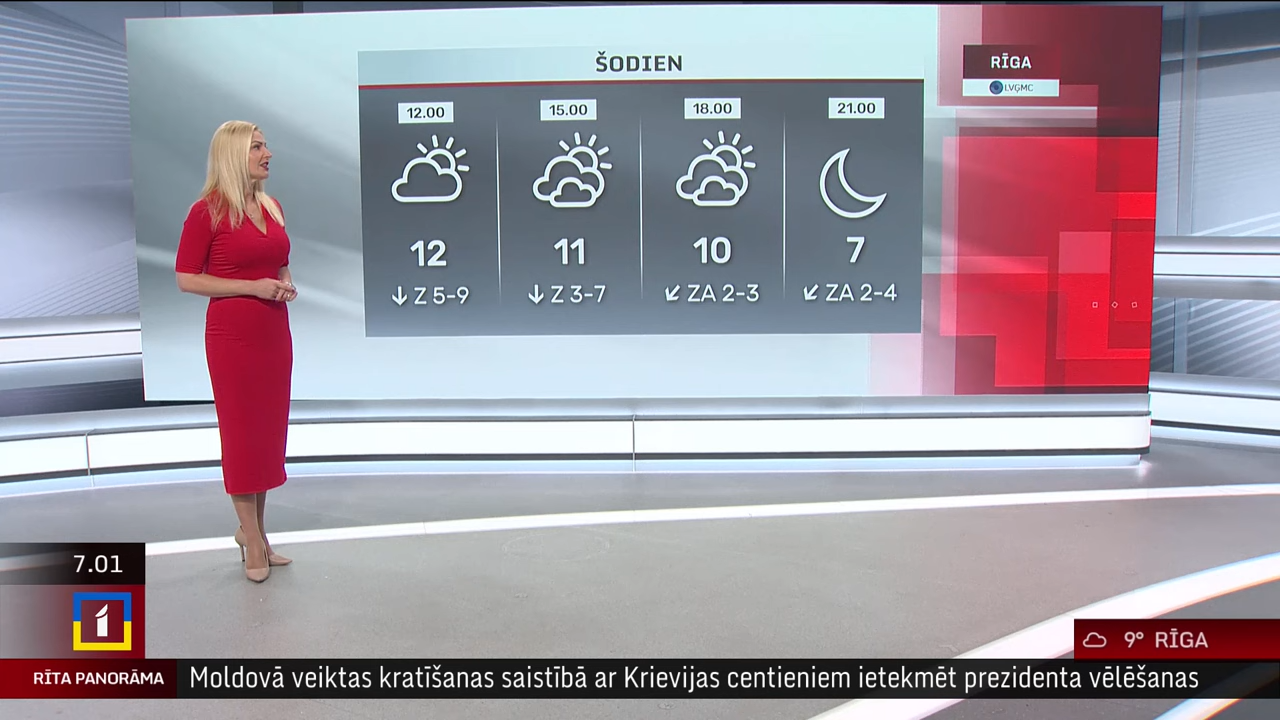 ŠODIEN
RĪGA
LVĢMC
12.00
15.00
18.00
21.00
12
11
10
7
Z 5-9
Z 3-7
ZA 2-3
ZA 2-4
7.01
1
9° RĪGA
RĪTA PANORĀMA
Moldovā veiktas kratīšanas saistībā ar Krievijas centieniem ietekmēt prezidenta vēlēšanas